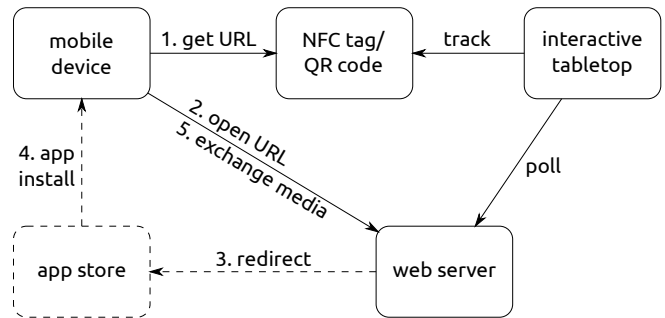 mobile
device
1. get URL
NFC tag/
QR code
track
interactive
tabletop
2. open URL
5. exchange media
poll
4. app
install
app store
3. redirect
web server